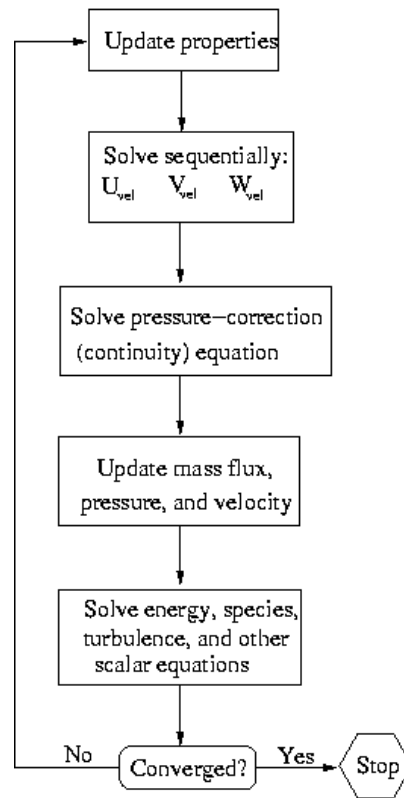 Update properties
Solve sequentially:
U_vel V_vel W_vel
Solve pressure–correction
(continuity) equation
Update mass flux,
pressure, and velocity
Solve energy, species,
turbulence, and other
scalar equations
No
Converged?
Yes
Stop